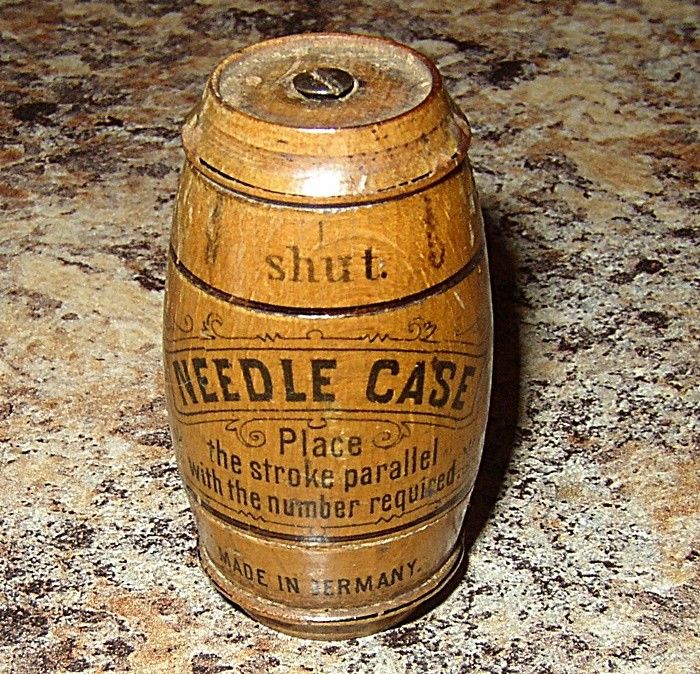 shut.
NEEDLE CASE
Place
the stroke parallel
with the number required.
MADE IN GERMANY.